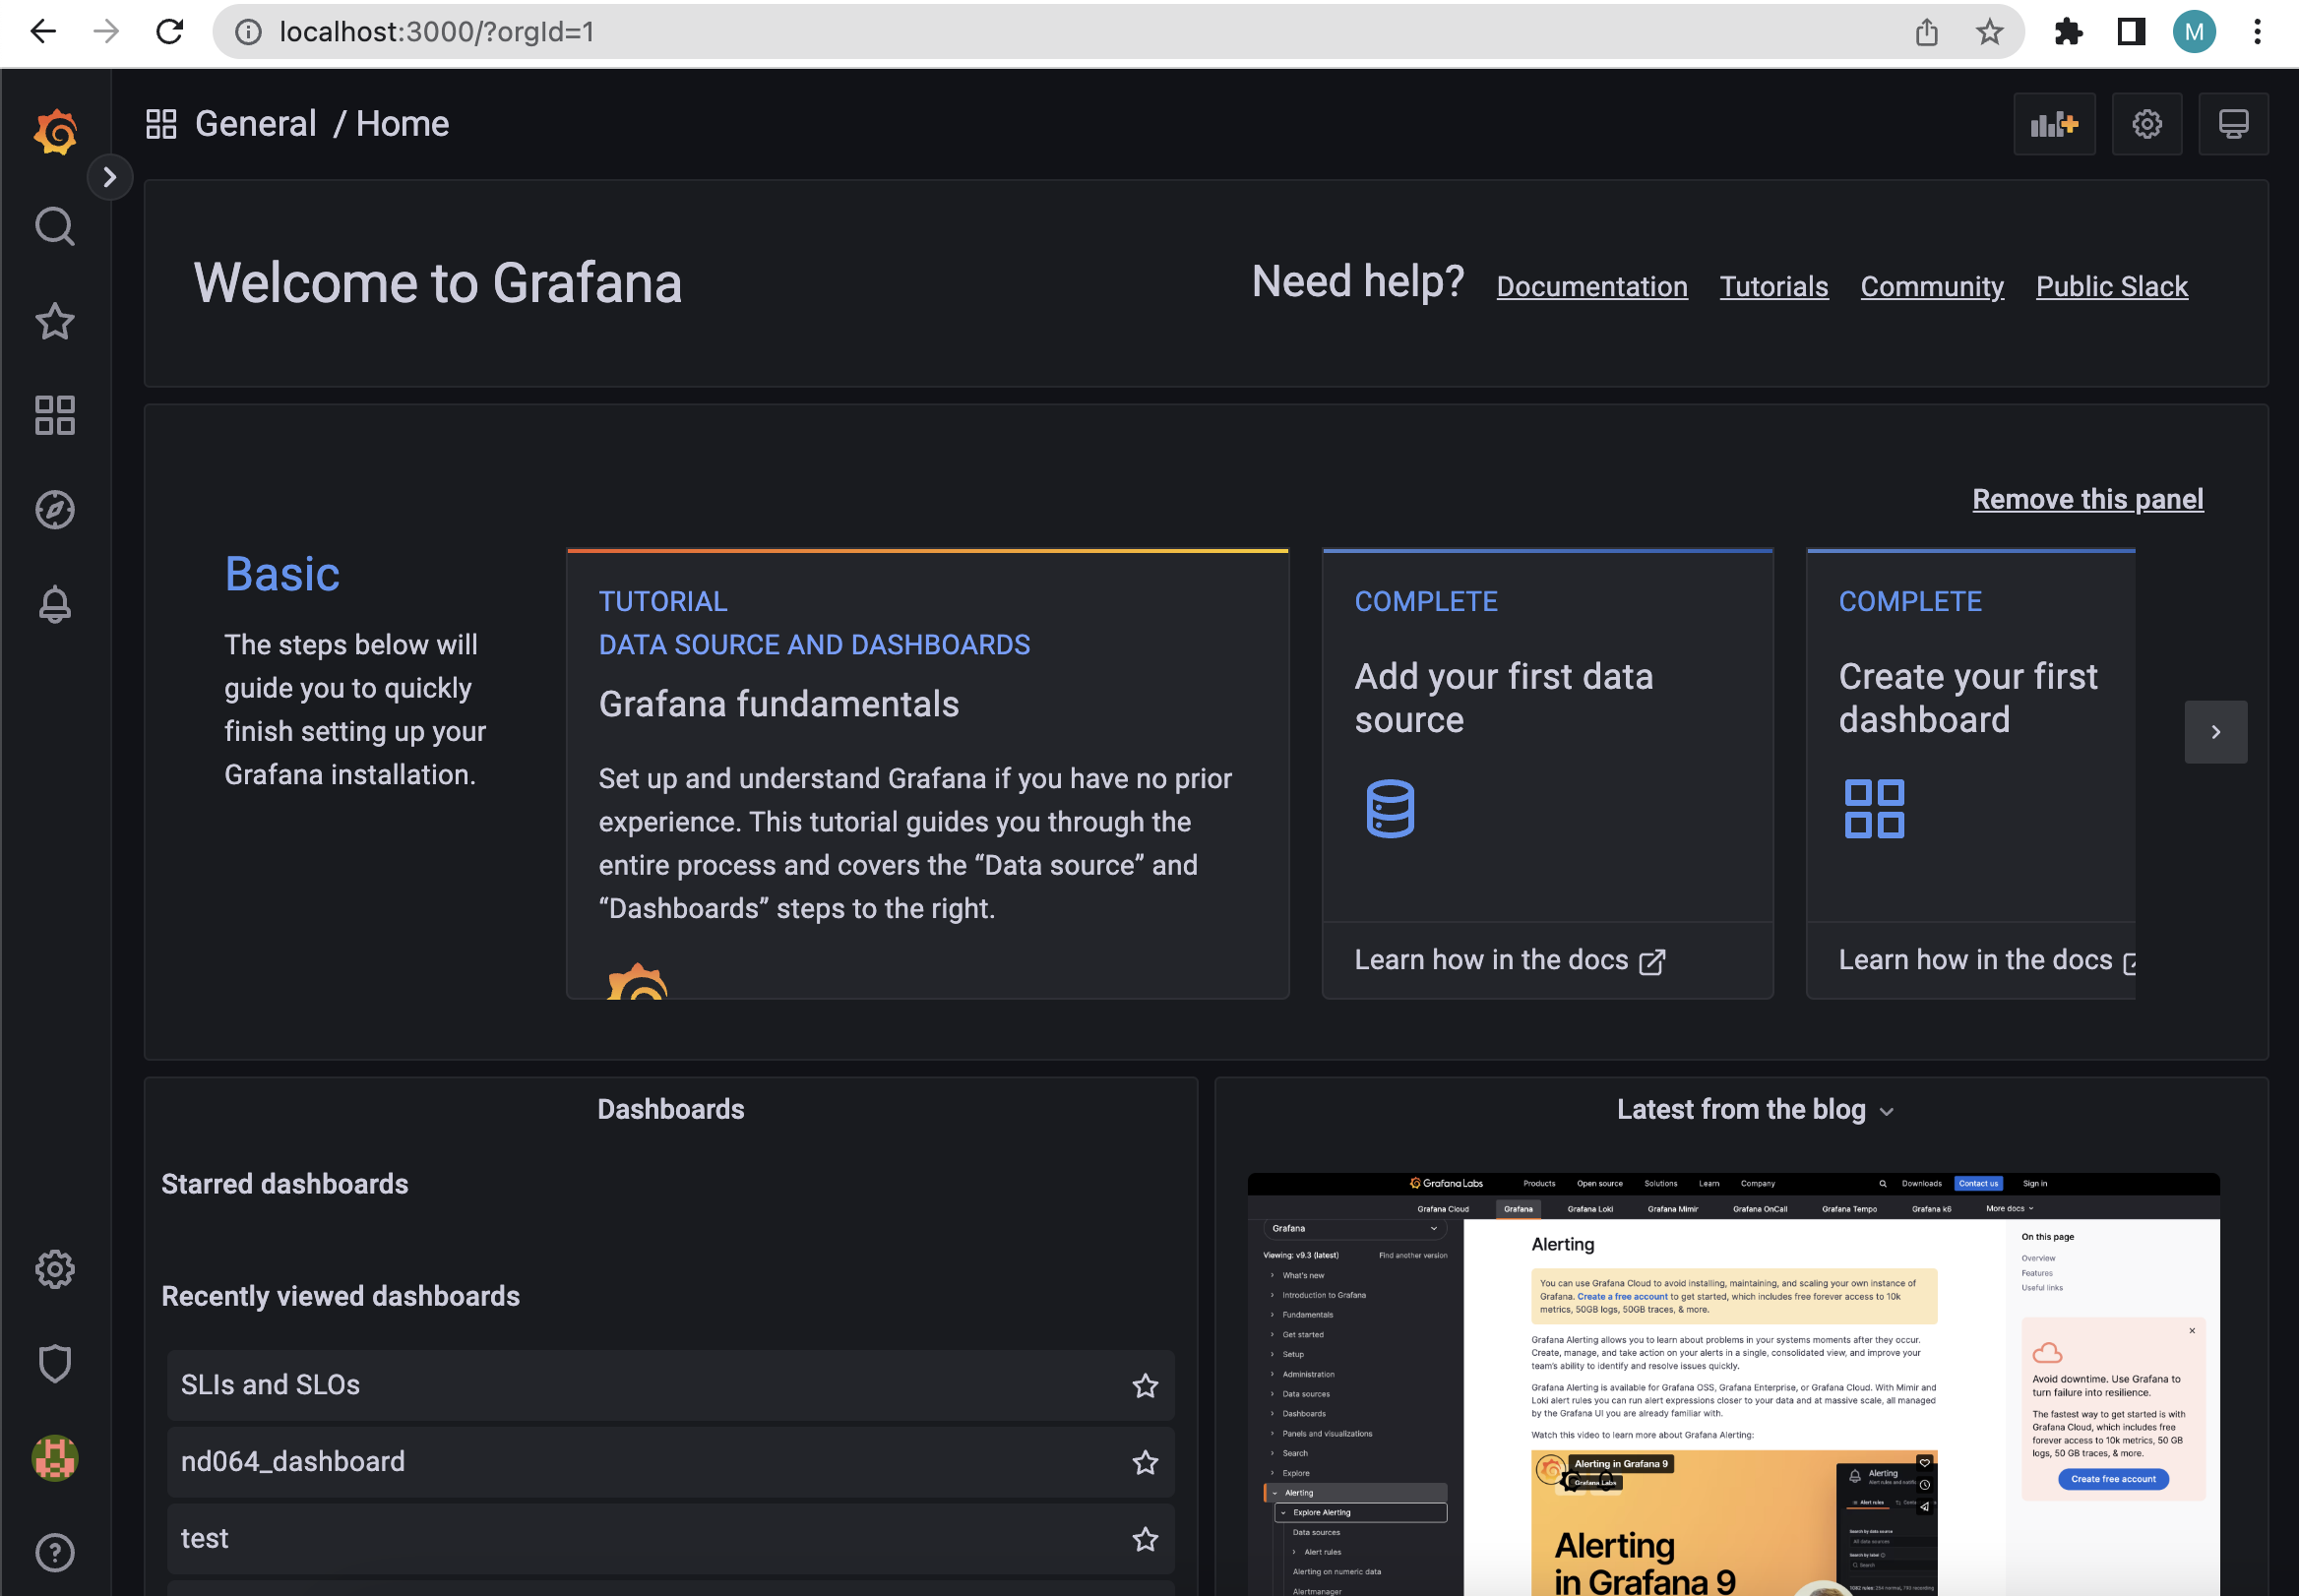 localhost:3000/?orgId=1
M
General / Home
Welcome to Grafana
Need help? Documentation Tutorials Community Public Slack
Remove this panel
Basic
The steps below will
guide you to quickly
finish setting up your
Grafana installation.
TUTORIAL
DATA SOURCE AND DASHBOARDS
Grafana fundamentals
Set up and understand Grafana if you have no prior
experience. This tutorial guides you through the
entire process and covers the “Data source” and
“Dashboards” steps to the right.
COMPLETE
Add your first data
source
Learn how in the docs
COMPLETE
Create your first
dashboard
Learn how in the docs
Dashboards
Starred dashboards
Recently viewed dashboards
SLIs and SLOs
nd064_dashboard
test
Latest from the blog
Grafana Labs Products Open source Solutions Learn Company Downloads Contact us Sign in
Grafana Cloud Grafana Grafana Loki Grafana Mimir Grafana OnCall Grafana Tempo Grafana k6 More docs
Grafana
Viewing: v9.3 (latest) Find another version
What's new
Introduction to Grafana
Fundamentals
Get started
Setup
Administration
Data sources
Dashboards
Panels and visualizations
Search
Explore
Alerting
Explore Alerting
Data sources
Alert rules
Alerting on numeric data
Alertmanager
Alerting
You can use Grafana Cloud to avoid installing, maintaining, and scaling your own instance of
Grafana. Create a free account to get started, which includes free forever access to 10k
metrics, 50GB logs, 50GB traces, & more.
Grafana Alerting allows you to learn about problems in your systems moments after they occur.
Create, manage, and take action on your alerts in a single, consolidated view, and improve your
team's ability to identify and resolve issues quickly.
Grafana Alerting is available for Grafana OSS, Grafana Enterprise, or Grafana Cloud. With Mimir and
Loki alert rules you can run alert expressions closer to your data and at massive scale, all managed
by the Grafana UI you are already familiar with.
Watch this video to learn more about Grafana Alerting:
Alerting in Grafana 9
Grafana Labs
Alerting
in Grafana 9
Alerting
Alert rules
Search by data source
All data sources
Search by label
Search
On this page
Overview
Features
Useful links
Avoid downtime. Use Grafana to
turn failure into resilience.
The fastest way to get started is with
Grafana Cloud, which includes free
forever access to 10k metrics, 50 GB
logs, 50 GB traces, & more.
Create free account